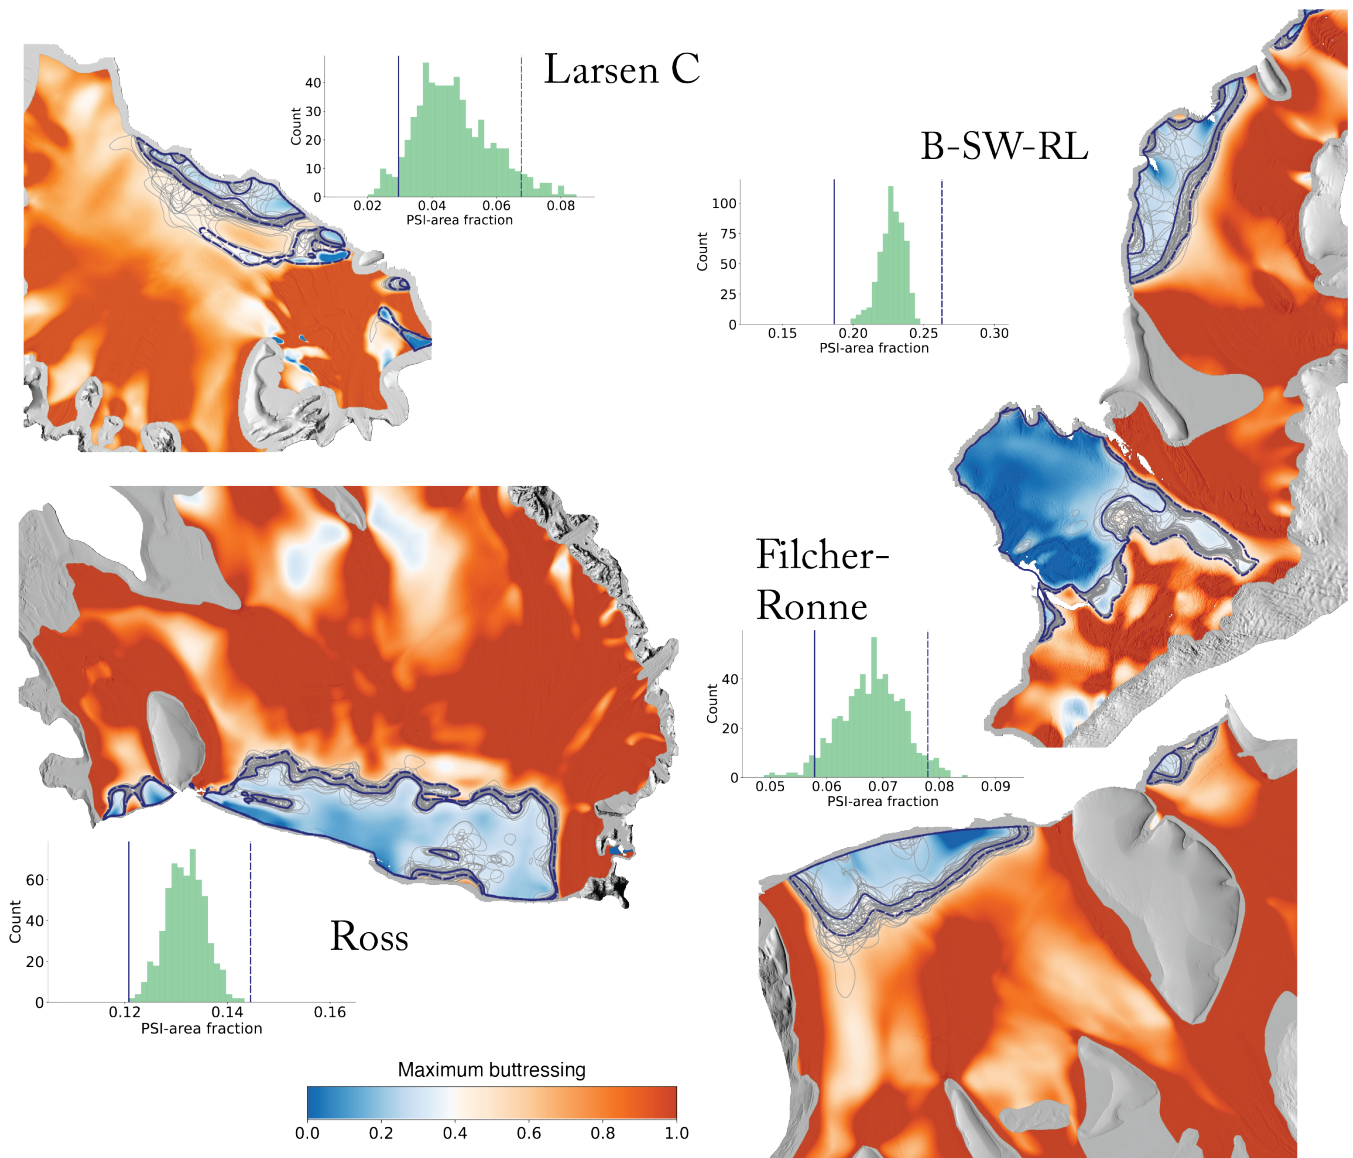 Larsen C
Count
40
30
20
10
0
0.02 0.04 0.06 0.08
PSI-area fraction
B-SW-RL
Count
100
75
50
25
0
0.15 0.20 0.25 0.30
PSI-area fraction
Filcher-
Ronne
Count
40
20
0
0.05 0.06 0.07 0.08 0.09
PSI-area fraction
Ross
Count
60
40
20
0
0.12 0.14 0.16
PSI-area fraction
Maximum buttressing
0.0 0.2 0.4 0.6 0.8 1.0